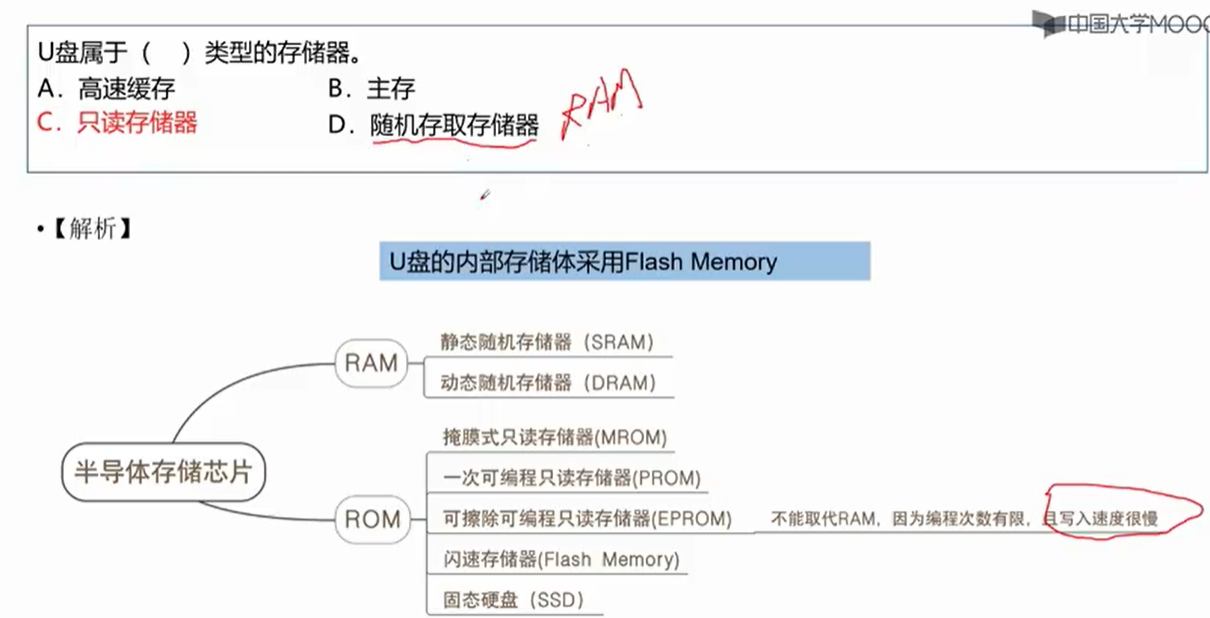 中国大学MOOC
U盘属于（ ）类型的存储器。
A．高速缓存 B．主存
C．只读存储器 D．随机存取存储器 RAM
•【解析】
U盘的内部存储体采用Flash Memory
静态随机存储器（SRAM）
RAM
动态随机存储器（DRAM）
掩膜式只读存储器(MROM)
半导体存储芯片
一次可编程只读存储器(PROM)
ROM
可擦除可编程只读存储器(EPROM) 不能取代RAM，因为编程次数有限，且写入速度很慢
闪速存储器(Flash Memory)
固态硬盘（SSD）